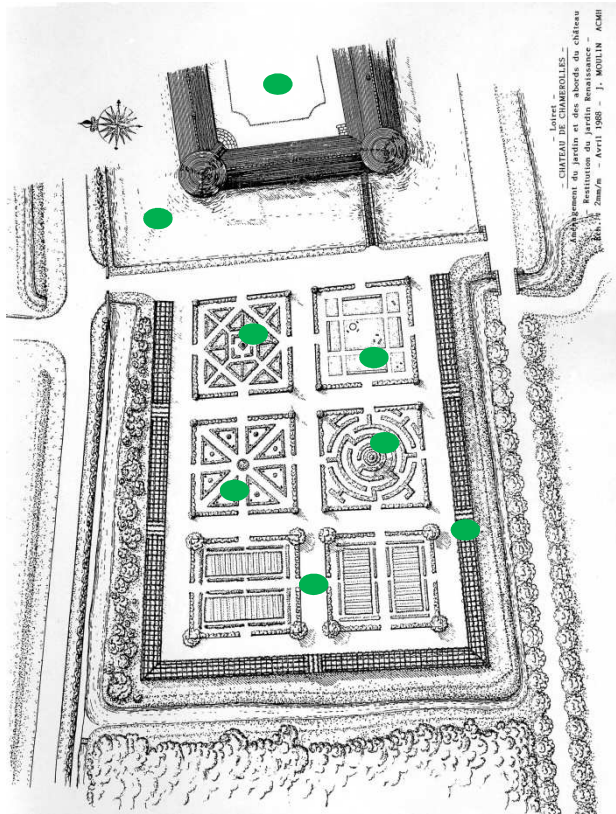 - Loiret -
- CHATEAU DE CHAMEROLLES -
Aménagement du jardin et des abords du château
- Restitution du jardin Renaissance -
2mm/m - Avril 1988 - J. MOULIN ACMH